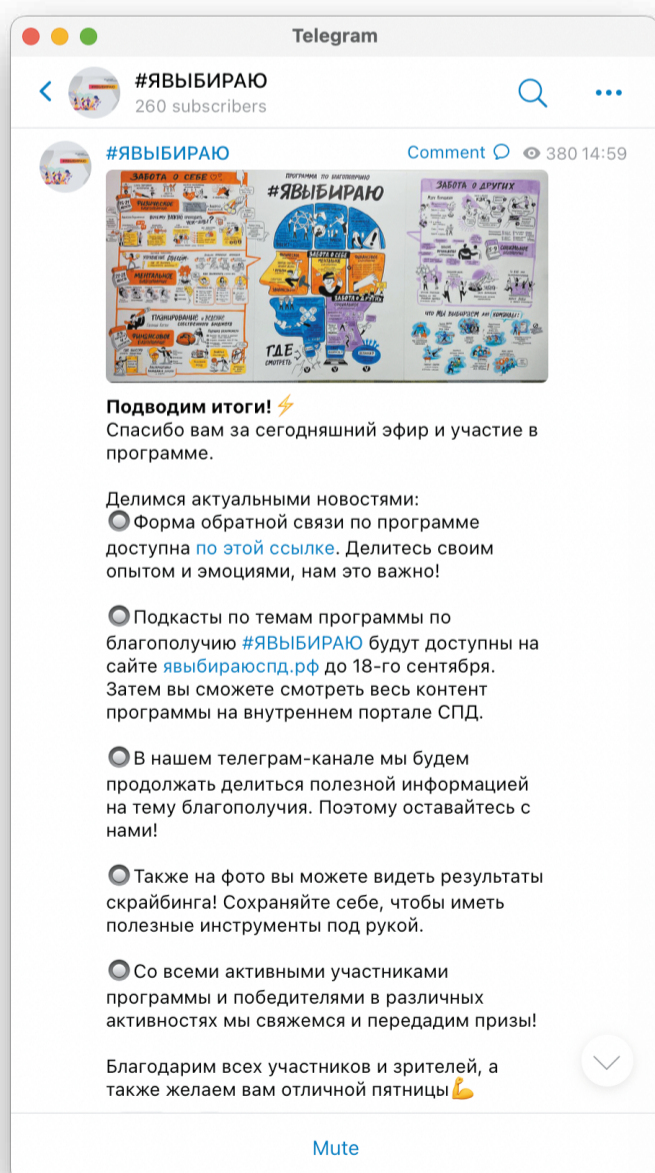 Telegram
#ЯВЫБИРАЮ
260 subscribers
#ЯВЫБИРАЮ
Comment 380 14:59
ЗАБОТА О СЕБЕ
ПРОГРАММА ПО БЛАГОПОЛУЧИЮ
#ЯВЫБИРАЮ
ЗАБОТА О ДРУГИХ
МЕНТАЛЬНОЕ
ФИНАНСОВОЕ
ГДЕ
СМОТРЕТЬ
Подводим итоги!⚡
Спасибо вам за сегодняшний эфир и участие в
программе.
Делимся актуальными новостями:
🔘Форма обратной связи по программе
доступна по этой ссылке. Делитесь своим
опытом и эмоциями, нам это важно!
🔘Подкасты по темам программы по
благополучию #ЯВЫБИРАЮ будут доступны на
сайте явыбираюспд.рф до 18-го сентября.
Затем вы сможете смотреть весь контент
программы на внутреннем портале СПД.
🔘В нашем телеграм-канале мы будем
продолжать делиться полезной информацией
на тему благополучия. Поэтому оставайтесь с
нами!
🔘Также на фото вы можете видеть результаты
скрайбинга! Сохраняйте себе, чтобы иметь
полезные инструменты под рукой.
🔘Со всеми активными участниками
программы и победителями в различных
активностях мы свяжемся и передадим призы!
Благодарим всех участников и зрителей, а
также желаем вам отличной пятницы💪
Mute